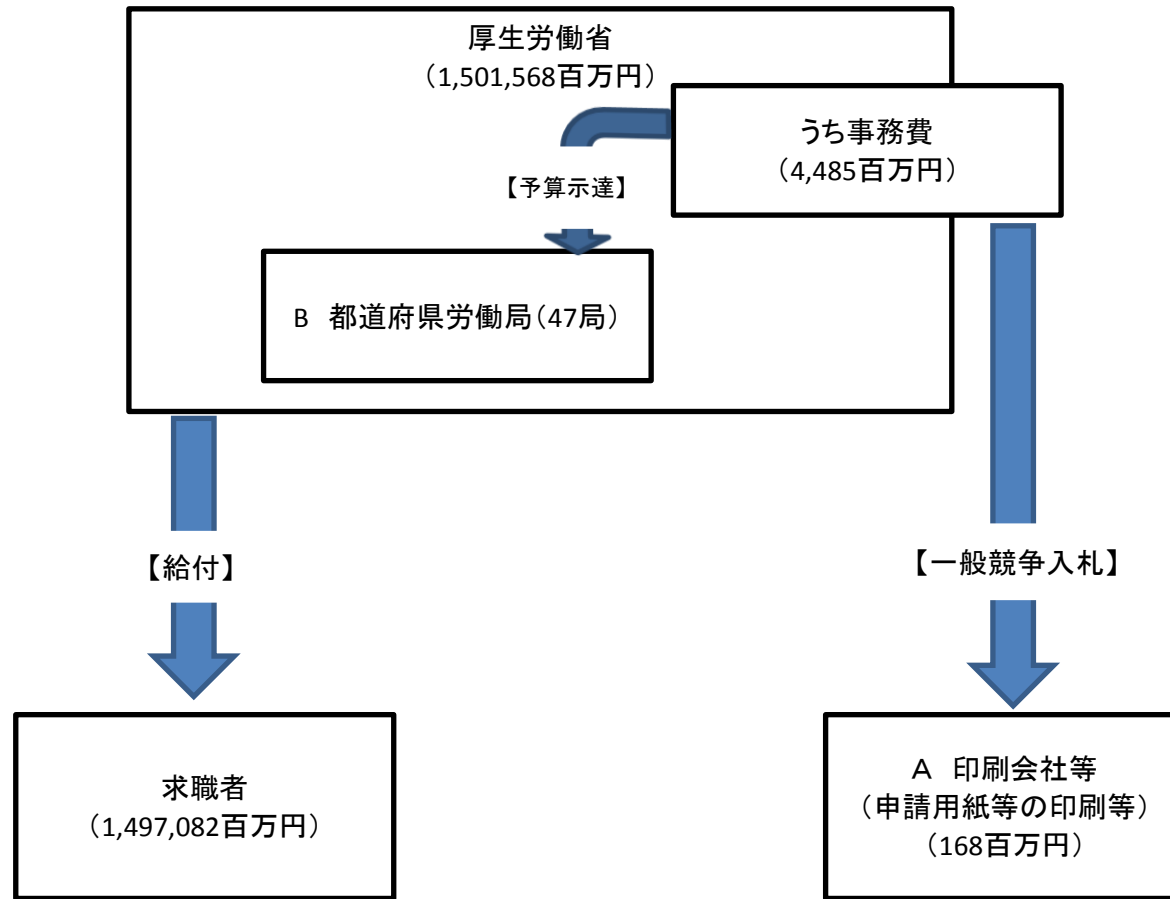 厚生労働省
（1,501,568百万円）
うち事務費
（4,485百万円）
【予算示達】
B　都道府県労働局（47局）
【給付】
【一般競争入札】
求職者
（1,497,082百万円）
A　印刷会社等
（申請用紙等の印刷等）
（168百万円）